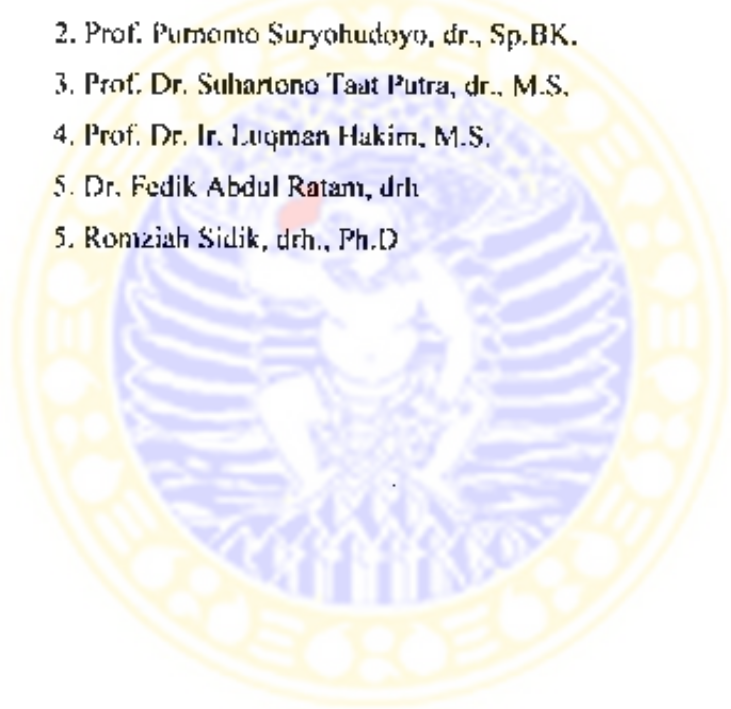 2. Prof. Purnomo Suryohudoyo, dr., Sp.BK.
3. Prof. Dr. Suhartono Taat Putra, dr., M.S.
4. Prof. Dr. Ir. Luqman Hakim, M.S.
5. Dr. Fedik Abdul Ratam, drh
5. Romziah Sidik, drh., Ph.D